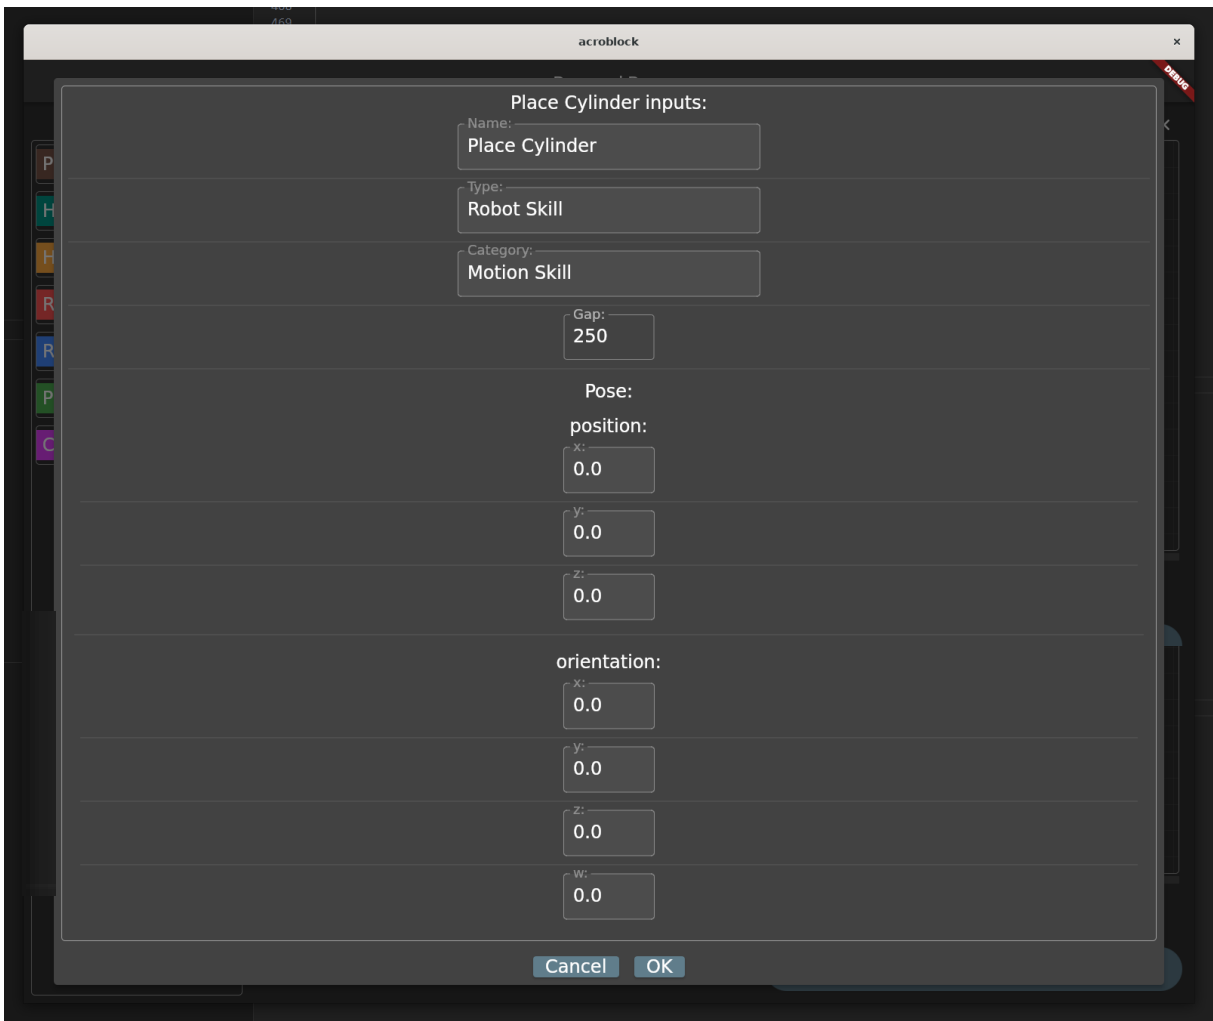 469
acroblock
×
DEBUG
Place Cylinder inputs:
Name:
Place Cylinder
P
Type:
Robot Skill
H
Category:
Motion Skill
H
R
Gap:
250
R
Pose:
P
position:
C
x:
0.0
y:
0.0
z:
0.0
orientation:
x:
0.0
y:
0.0
z:
0.0
w:
0.0
Cancel OK